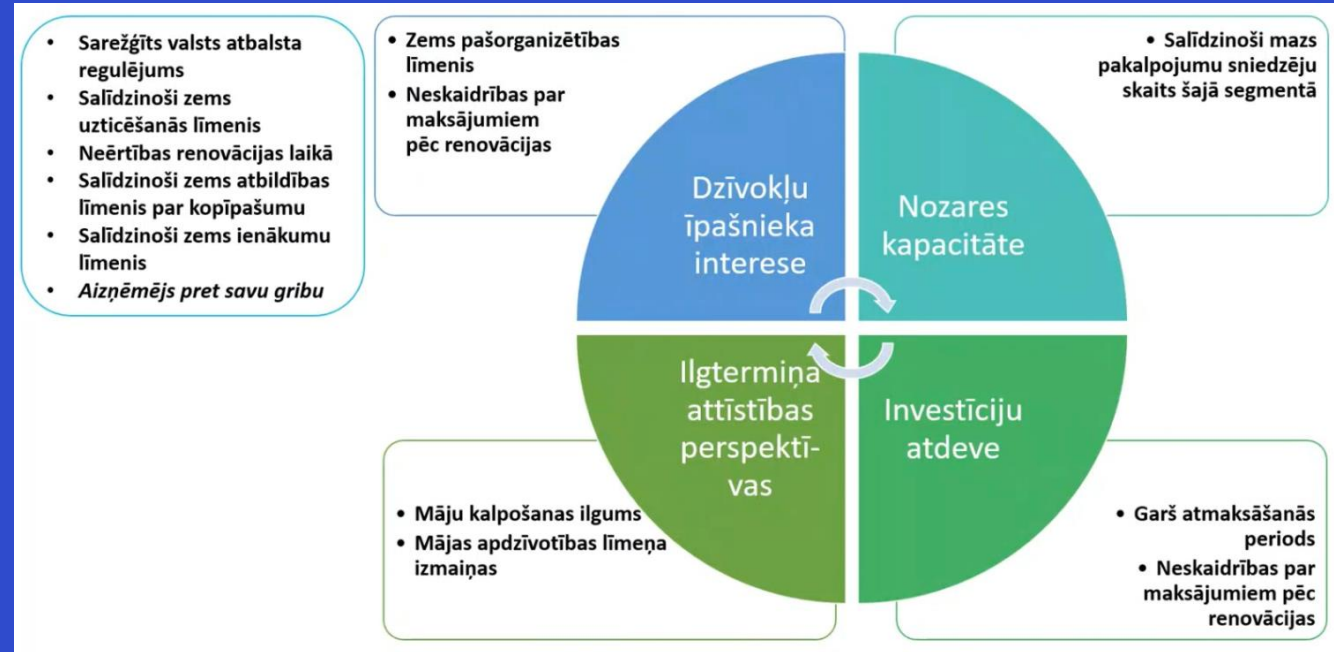 • Sarežģīts valsts atbalsta
regulējums
• Salīdzinoši zems
uzticēšanās līmenis
• Neērtības renovācijas laikā
• Salīdzinoši zems atbildības
līmenis par kopīpašumu
• Salīdzinoši zems ienākumu
līmenis
• Aizņēmējs pret savu gribu
• Zems pašorganizētības
līmenis
• Neskaidrības par
maksājumiem
pēc renovācijas
• Salīdzinoši mazs
pakalpojumu sniedzēju
skaits šajā segmentā
Dzīvokļu
īpašnieka
interese
Nozares
kapacitāte
Ilgtermiņa
attīstības
perspektī-
vas
Investīciju
atdeve
• Māju kalpošanas ilgums
• Mājas apdzīvotības līmeņa
izmaiņas
• Garš atmaksāšanās
periods
• Neskaidrības par
maksājumiem pēc
renovācijas